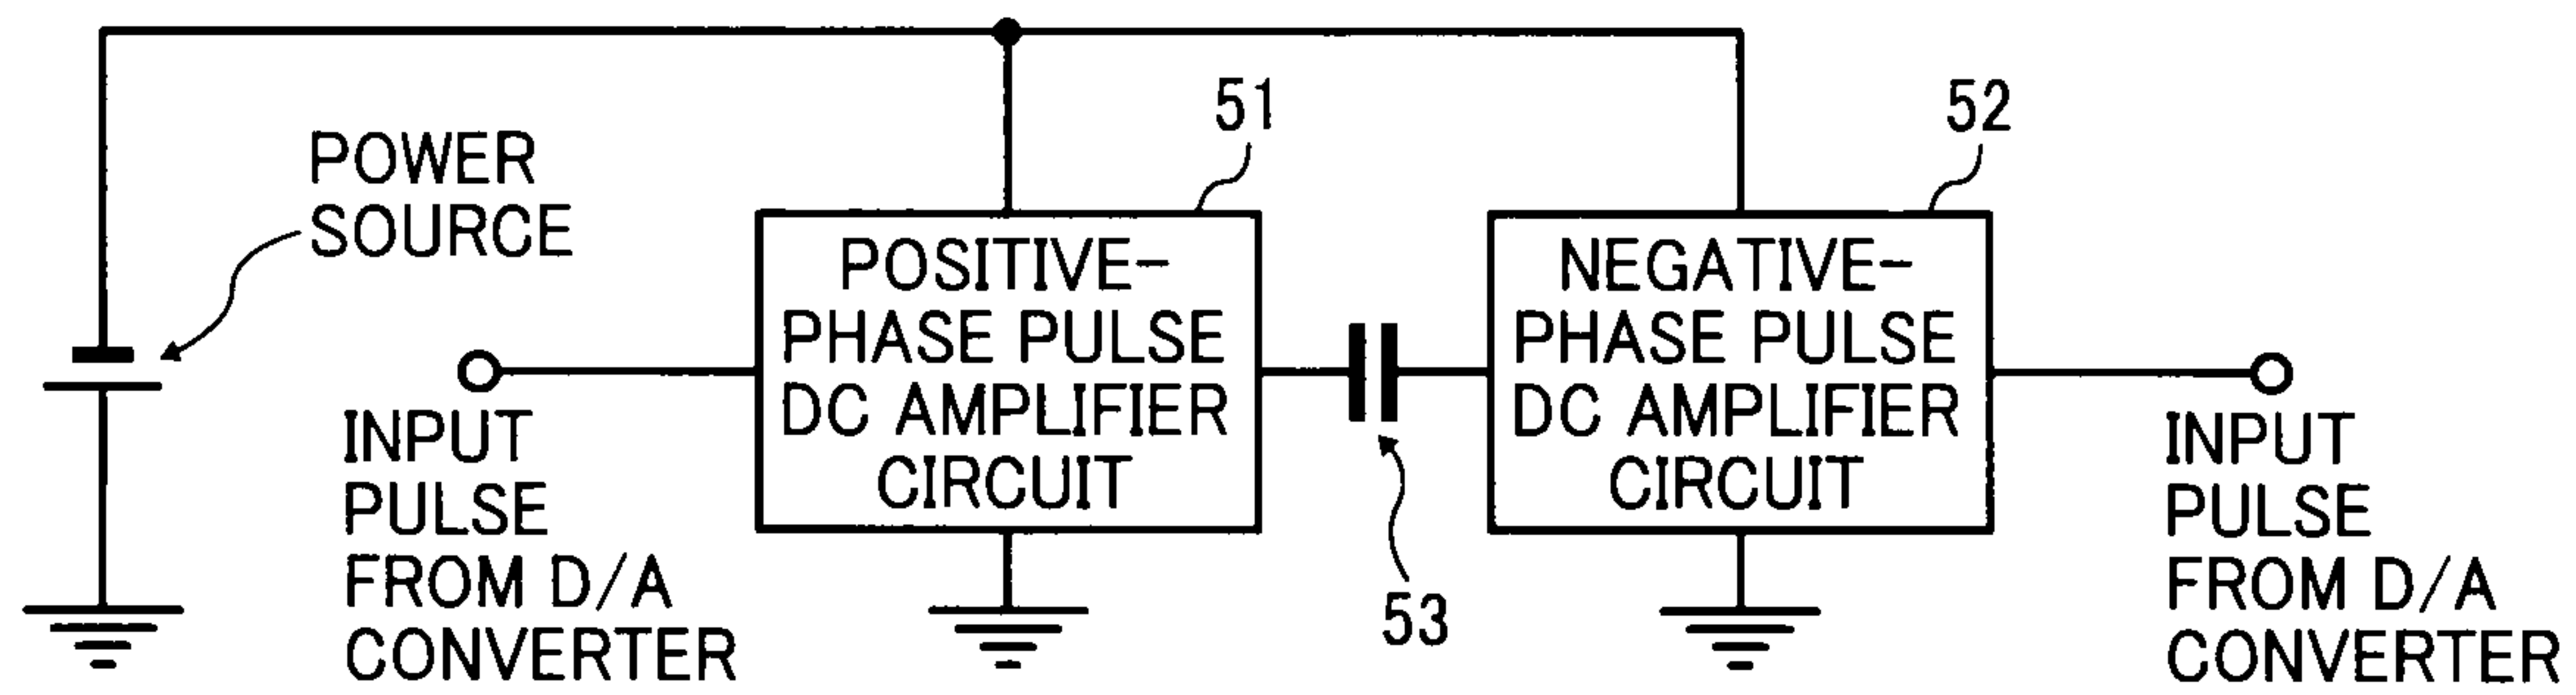 51
52
POWER
SOURCE
POSITIVE-
PHASE PULSE
DC AMPLIFIER
CIRCUIT
NEGATIVE-
PHASE PULSE
DC AMPLIFIER
CIRCUIT
INPUT
PULSE
FROM D/A
CONVERTER
53
INPUT
PULSE
FROM D/A
CONVERTER